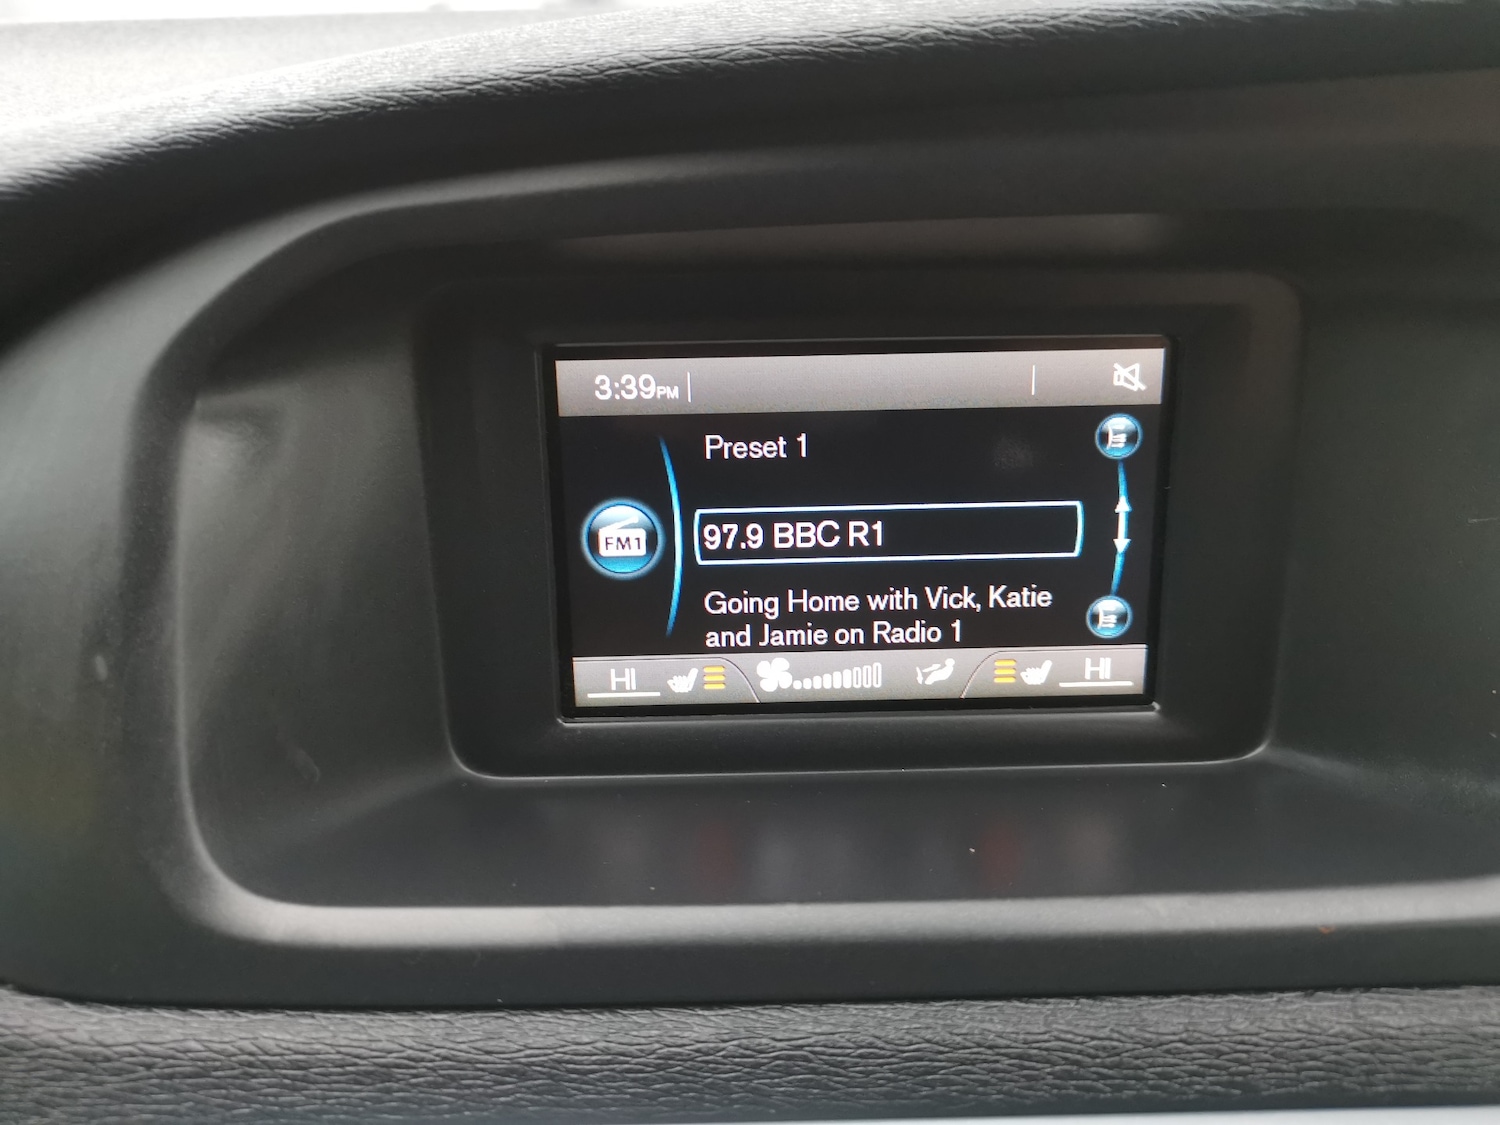 3:39PM
Preset 1
FM1
97.9 BBC R1
Going Home with Vick, Katie
and Jamie on Radio 1
HI HI